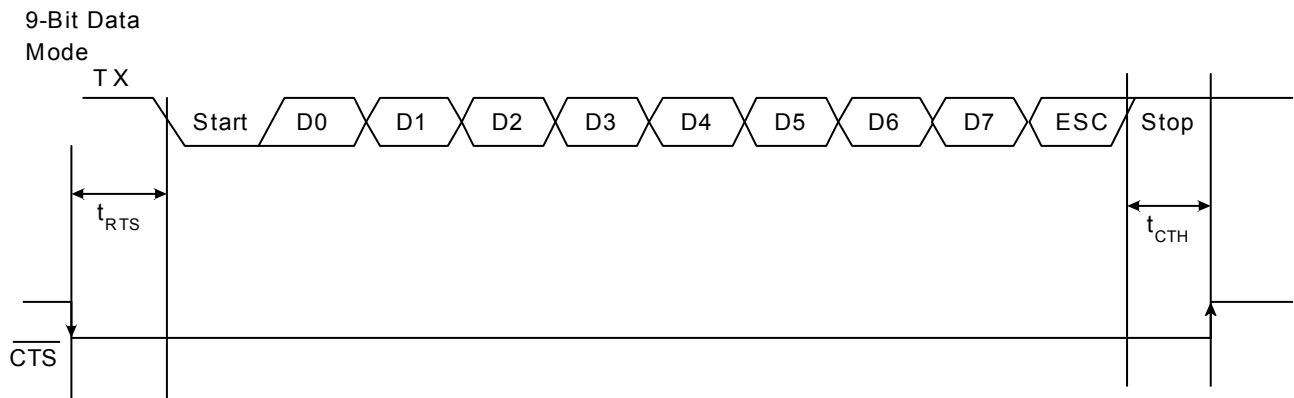 9-Bit Data
Mode
TX
Start D0 D1 D2 D3 D4 D5 D6 D7 ESC Stop
tRTS
tCTH
CTS